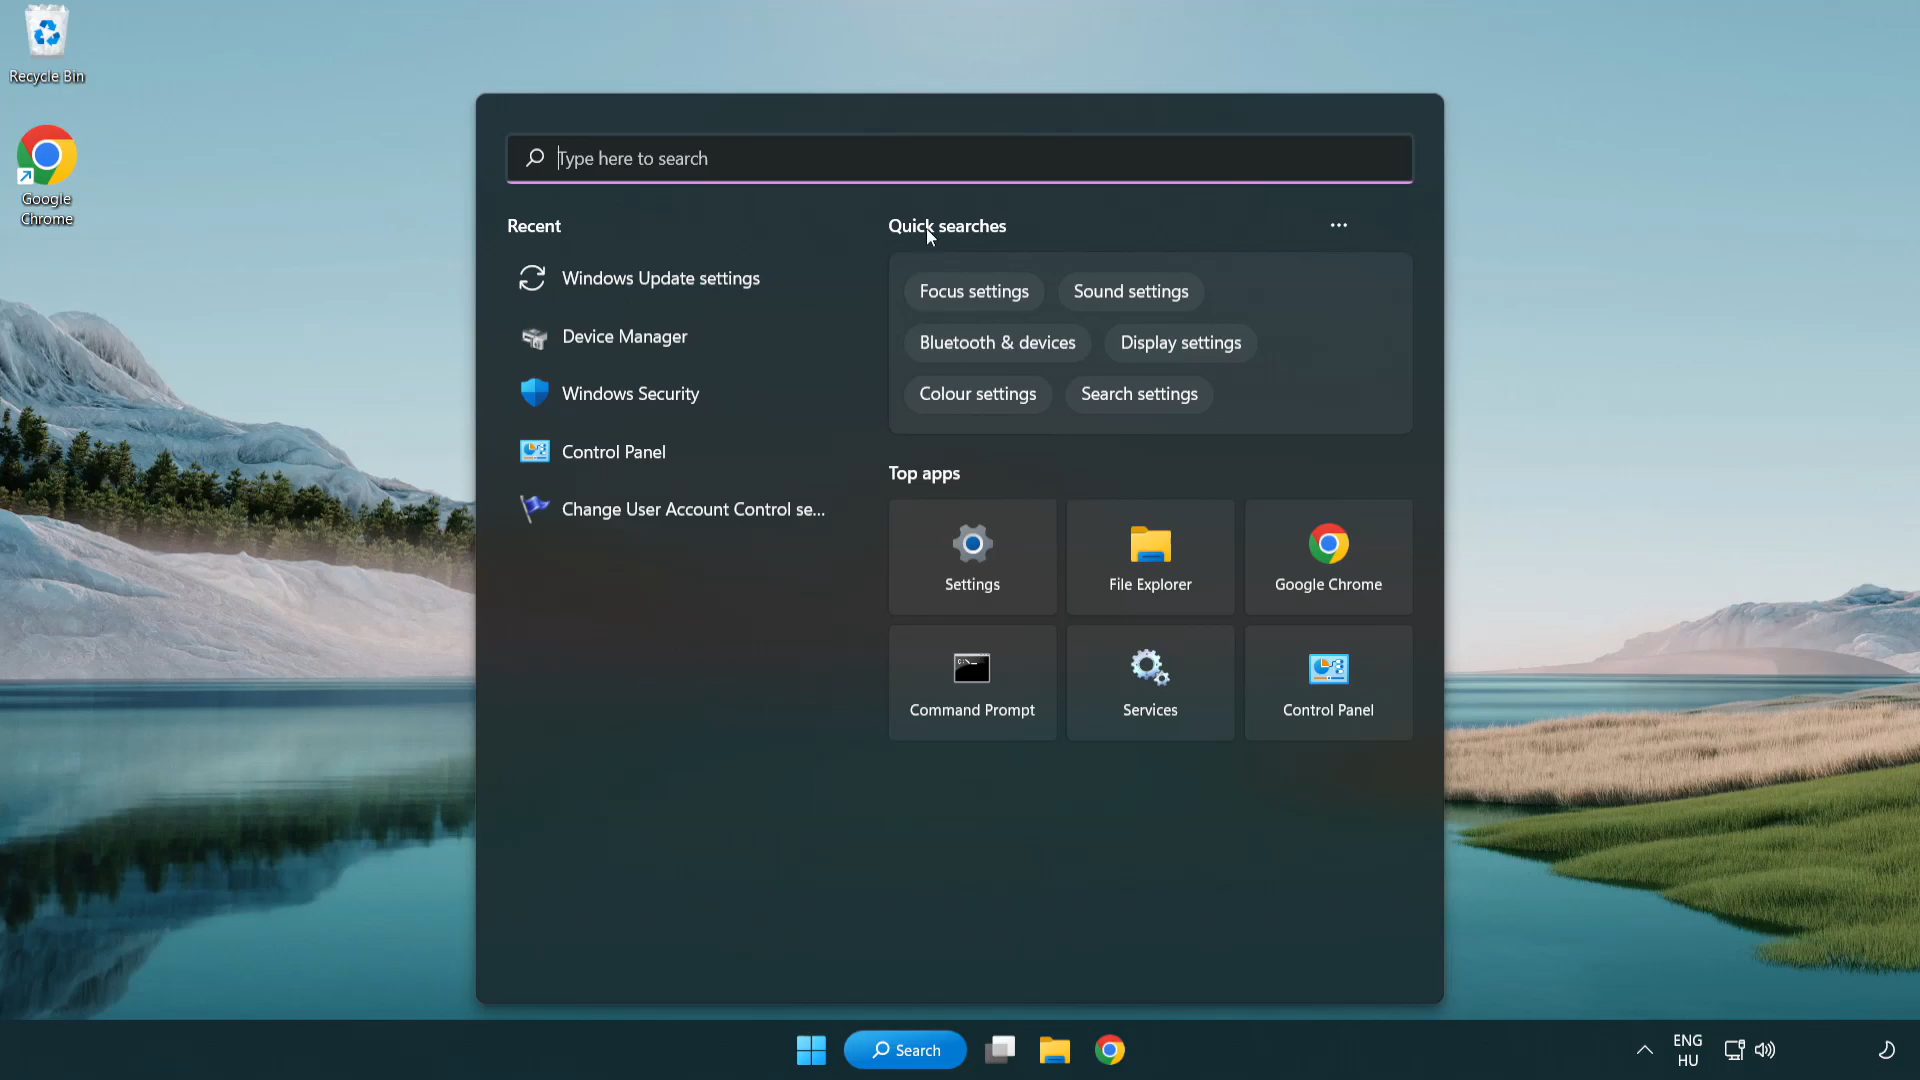 Recycle Bin
Google
Chrome
Type here to search
Recent
Windows Update settings
Device Manager
Windows Security
Control Panel
Change User Account Control se...
Quick searches
Focus settings
Sound settings
Bluetooth & devices
Display settings
Colour settings
Search settings
Top apps
Settings
File Explorer
Google Chrome
Command Prompt
Services
Control Panel
Search
ENG
HU